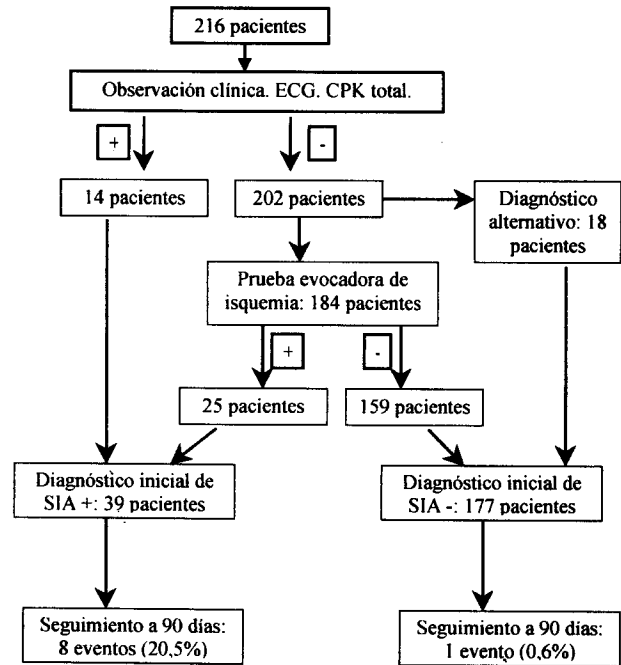 216 pacientes
Observación clínica. ECG. CPK total.
+
-
14 pacientes
202 pacientes
Diagnóstico
alternativo: 18
pacientes
Prueba evocadora de
isquemia: 184 pacientes
+
-
25 pacientes
159 pacientes
Diagnóstico inicial de
SIA +: 39 pacientes
Diagnóstico inicial de
SIA -: 177 pacientes
Seguimiento a 90 días:
8 eventos (20,5%)
Seguimiento a 90 días:
1 evento (0,6%)